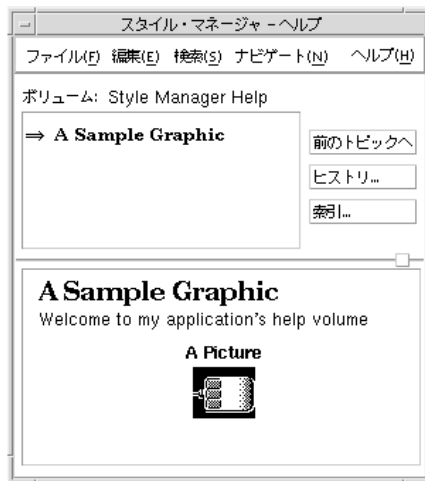 スタイル・マネージャ – ヘルプ
ファイル(F) 編集(E) 検索(S) ナビゲート(N) ヘルプ(H)
ボリューム: Style Manager Help
⇒ A Sample Graphic
前のトピックへ
ヒストリ...
索引...
A Sample Graphic
Welcome to my application's help volume
A Picture